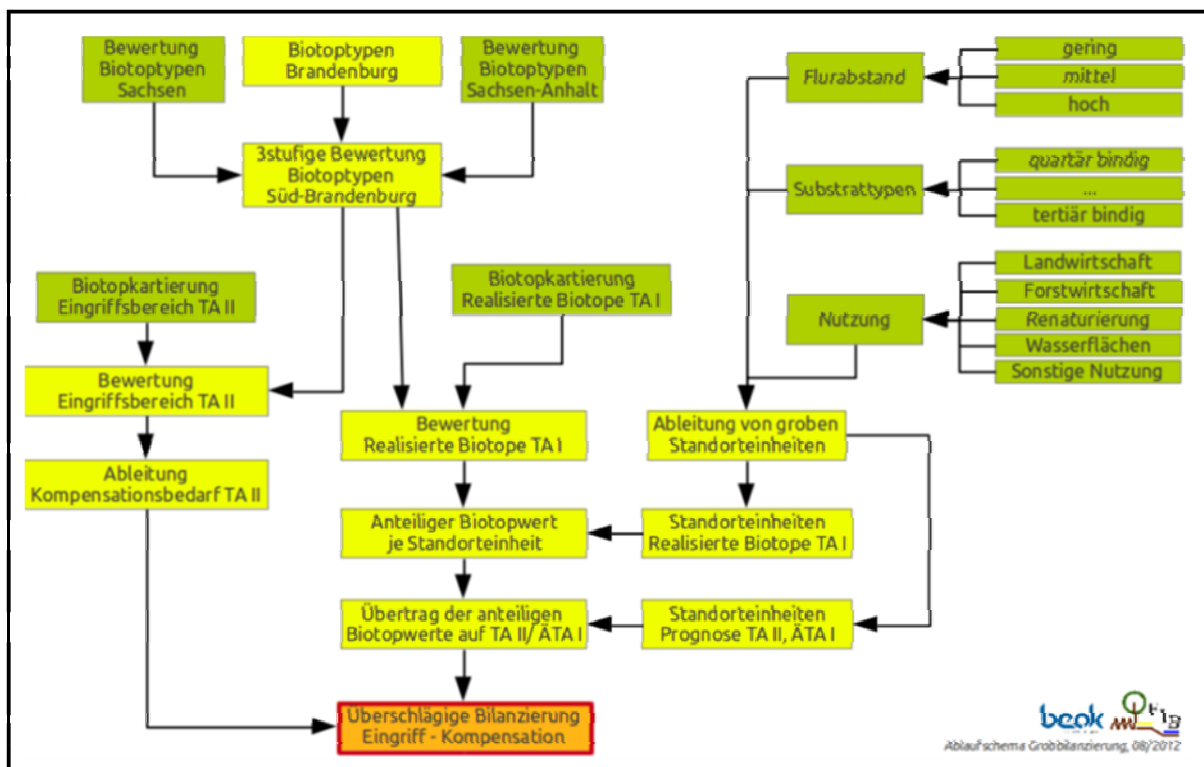 Bewertung
Biotoptypen
Sachsen
Biotoptypen
Brandenburg
Bewertung
Biotoptypen
Sachsen-Anhalt
3stufige Bewertung
Biotoptypen
Süd-Brandenburg
Flurabstand
gering
mittel
hoch
Substrattypen
quartär bindig
...
tertiär bindig
Nutzung
Landwirtschaft
Forstwirtschaft
Renaturierung
Wasserflächen
Sonstige Nutzung
Biotopkartierung
Eingriffsbereich TA II
Biotopkartierung
Realisierte Biotope TA I
Bewertung
Eingriffsbereich TA II
Bewertung
Realisierte Biotope TA I
Ableitung von groben
Standorteinheiten
Ableitung
Kompensationsbedarf TA II
Anteiliger Biotopwert
je Standorteinheit
Standorteinheiten
Realisierte Biotope TA I
Übertrag der anteiligen
Biotopwerte auf TA II/ ÄTA I
Standorteinheiten
Prognose TA II, ÄTA I
Überschlägige Bilanzierung
Eingriff - Kompensation
beak
FIB
Ablaufschema Grobbilanzierung, 08/2012